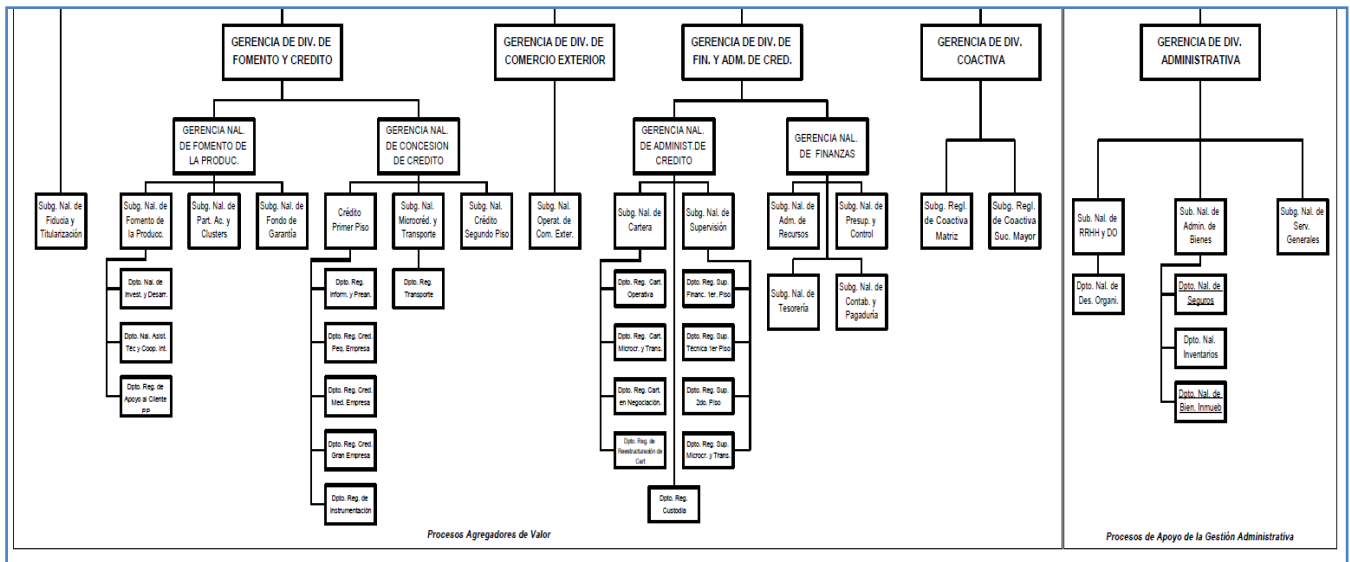 GERENCIA DE DIV. DE
FOMENTO Y CREDITO
GERENCIA DE DIV. DE
COMERCIO EXTERIOR
GERENCIA DE DIV. DE
FIN. Y ADM. DE CRED.
GERENCIA DE DIV.
COACTIVA
GERENCIA DE DIV.
ADMINISTRATIVA
GERENCIA NAL.
DE FOMENTO DE
LA PRODUC.
GERENCIA NAL.
DE CONCESION
DE CREDITO
GERENCIA NAL.
DE ADMINIST.DE
CREDITO
GERENCIA NAL.
DE FINANZAS
Subg. Nal. de
Fiducia y
Titularización
Subg. Nal. de
Fomento de
la Producc.
Subg. Nal. de
Part. Ac. y
Clusters
Subg. Nal. de
Fondo de
Garantía
Crédito
Primer Piso
Subg. Nal.
Microcréd. y
Transporte
Subg. Nal.
Crédito
Segundo Piso
Subg. Nal.
Operat. de
Com. Exter.
Subg. Nal. de
Cartera
Subg. Nal.
Supervisión
Subg. Nal. de
Adm. de
Recursos
Subg. Nal. de
Presup. y
Control
Subg. Regl.
de Coactiva
Matriz
Subg. Regl.
de Coactiva
Suc. Mayor
Sub. Nal. de
RRHH y DO
Sub. Nal. de
Admin. de
Bienes
Subg. Nal. de
Serv.
Generales
Dpto. Nal. de
Invest. y Desarr.
Dpto. Nal. Asist.
Téc y Coop. Int.
Dpto. Reg. de
Apoyo al Cliente
P.P.
Dpto. Reg.
Inform. y Prean.
Dpto. Reg. Cred.
Peq. Empresa
Dpto. Reg. Cred.
Med. Empresa
Dpto. Reg. Cred.
Gran Empresa
Dpto. Reg. de
Instrumentación
Dpto. Reg.
Transporte
Dpto. Reg. Cart.
Operativa
Dpto. Reg. Cart.
Microcr. y Trans.
Dpto. Reg. Cart.
en Negociación.
Dpto. Reg. de
Reestructuración de
Cart.
Dpto. Reg. Sup.
Financ. 1er. Piso
Dpto. Reg. Sup.
Técnica 1er Piso
Dpto. Reg. Sup.
2do. Piso
Dpto. Reg. Sup.
Microcr. y Trans.
Dpto. Reg.
Custodia
Subg. Nal. de
Tesorería
Subg. Nal. de
Contab. y
Pagaduría
Dpto. Nal. de
Des. Organi.
Dpto. Nal. de
Seguros
Dpto. Nal.
Inventarios
Dpto. Nal. de
Bien. Inmueb
Procesos Agregadores de Valor
Procesos de Apoyo de la Gestión Administrativa